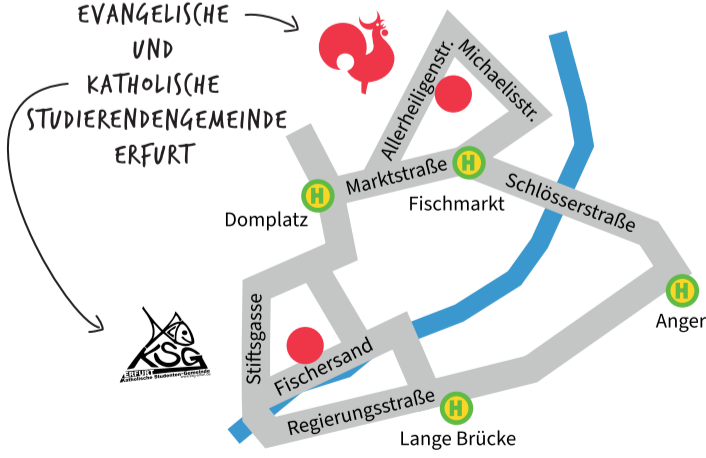 EVANGELISCHE
UND
KATHOLISCHE
STUDIERENDENGEMEINDE
ERFURT
Allerheiligenstr.
Michaelisstr.
Marktstraße
H
H
Fischmarkt
Schlösserstraße
Domplatz
H
Anger
Stiftsgasse
Fischersand
Regierungsstraße
H
Lange Brücke
KSG
ERFURT
Katholische Studenten-Gemeinde